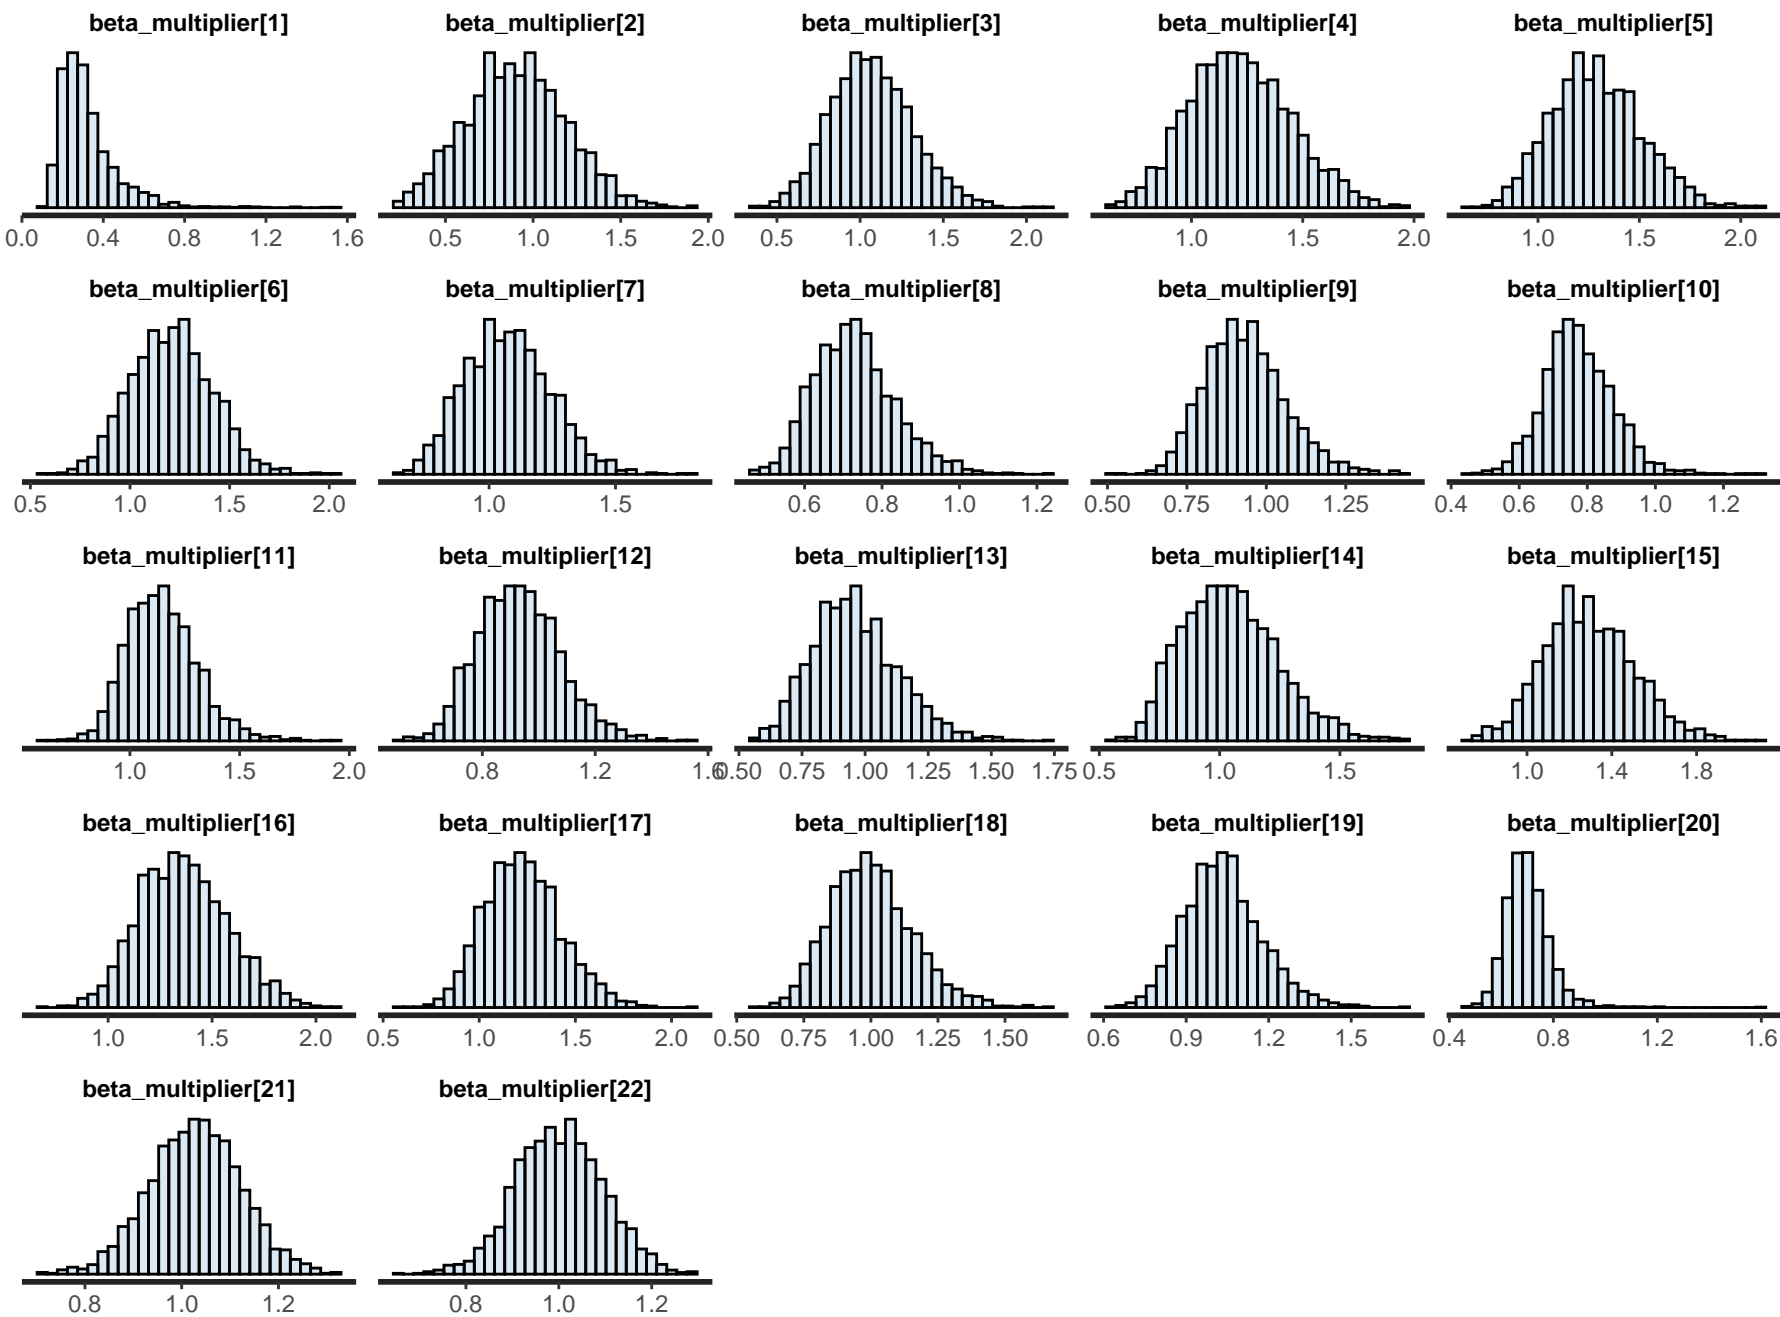 beta_multiplier[1] beta_multiplier[2] beta_multiplier[3] beta_multiplier[4] beta_multiplier[5]
0.0 0.4 0.8 1.2 1.6 0.5 1.0 1.5 2.0 0.5 1.0 1.5 2.0 1.0 1.5 2.0 1.0 1.5 2.0
beta_multiplier[6] beta_multiplier[7] beta_multiplier[8] beta_multiplier[9] beta_multiplier[10]
0.5 1.0 1.5 2.0 1.0 1.5 0.6 0.8 1.0 1.2 0.50 0.75 1.00 1.25 0.4 0.6 0.8 1.0 1.2
beta_multiplier[11] beta_multiplier[12] beta_multiplier[13] beta_multiplier[14] beta_multiplier[15]
1.0 1.5 2.0 0.8 1.2 1.6 0.50 0.75 1.00 1.25 1.50 1.75 0.5 1.0 1.5 1.0 1.4 1.8
beta_multiplier[16] beta_multiplier[17] beta_multiplier[18] beta_multiplier[19] beta_multiplier[20]
1.0 1.5 2.0 0.5 1.0 1.5 2.0 0.50 0.75 1.00 1.25 1.50 0.6 0.9 1.2 1.5 0.4 0.8 1.2 1.6
beta_multiplier[21] beta_multiplier[22]
0.8 1.0 1.2 0.8 1.0 1.2